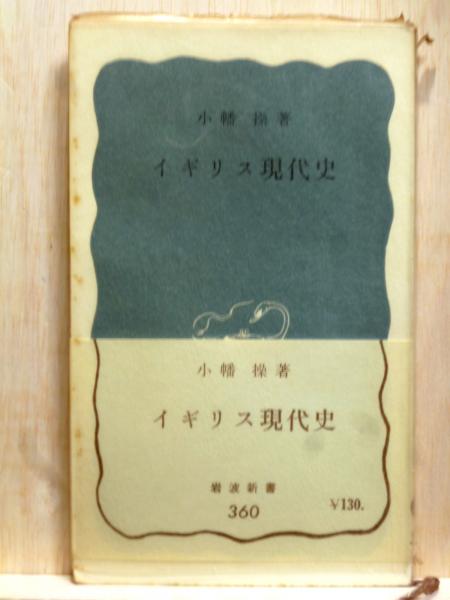 小幡 操著
イギリス現代史
小幡 操著
イギリス現代史
岩波新書
360
¥130.